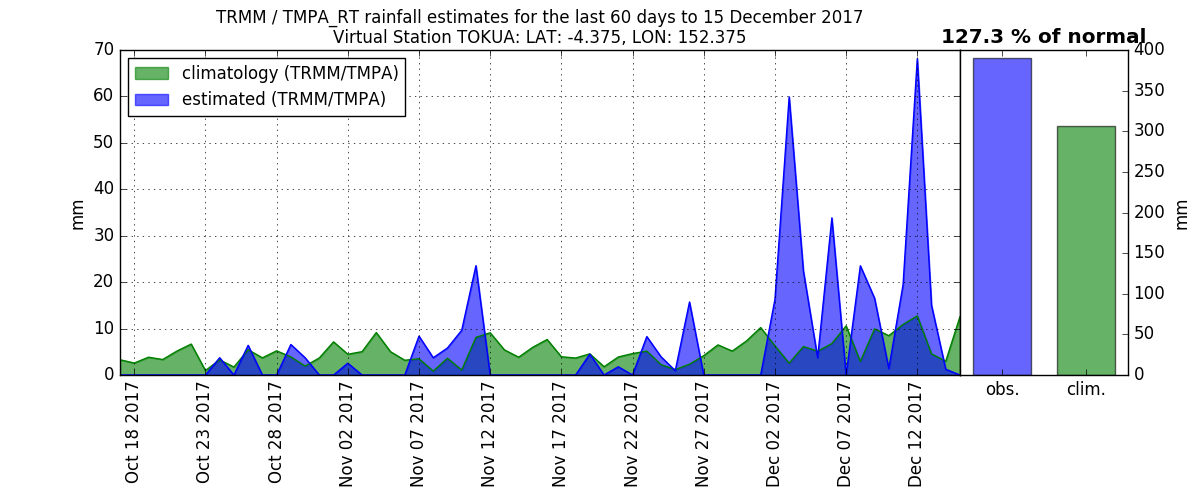 TRMM / TMPA_RT rainfall estimates for the last 60 days to 15 December 2017
Virtual Station TOKUA: LAT: -4.375, LON: 152.375
127.3 % of normal
climatology (TRMM/TMPA)
estimated (TRMM/TMPA)
70
60
50
40
30
20
10
0
mm
Oct 18 2017
Oct 23 2017
Oct 28 2017
Nov 02 2017
Nov 07 2017
Nov 12 2017
Nov 17 2017
Nov 22 2017
Nov 27 2017
Dec 02 2017
Dec 07 2017
Dec 12 2017
obs.
clim.
400
350
300
250
200
150
100
50
0
mm